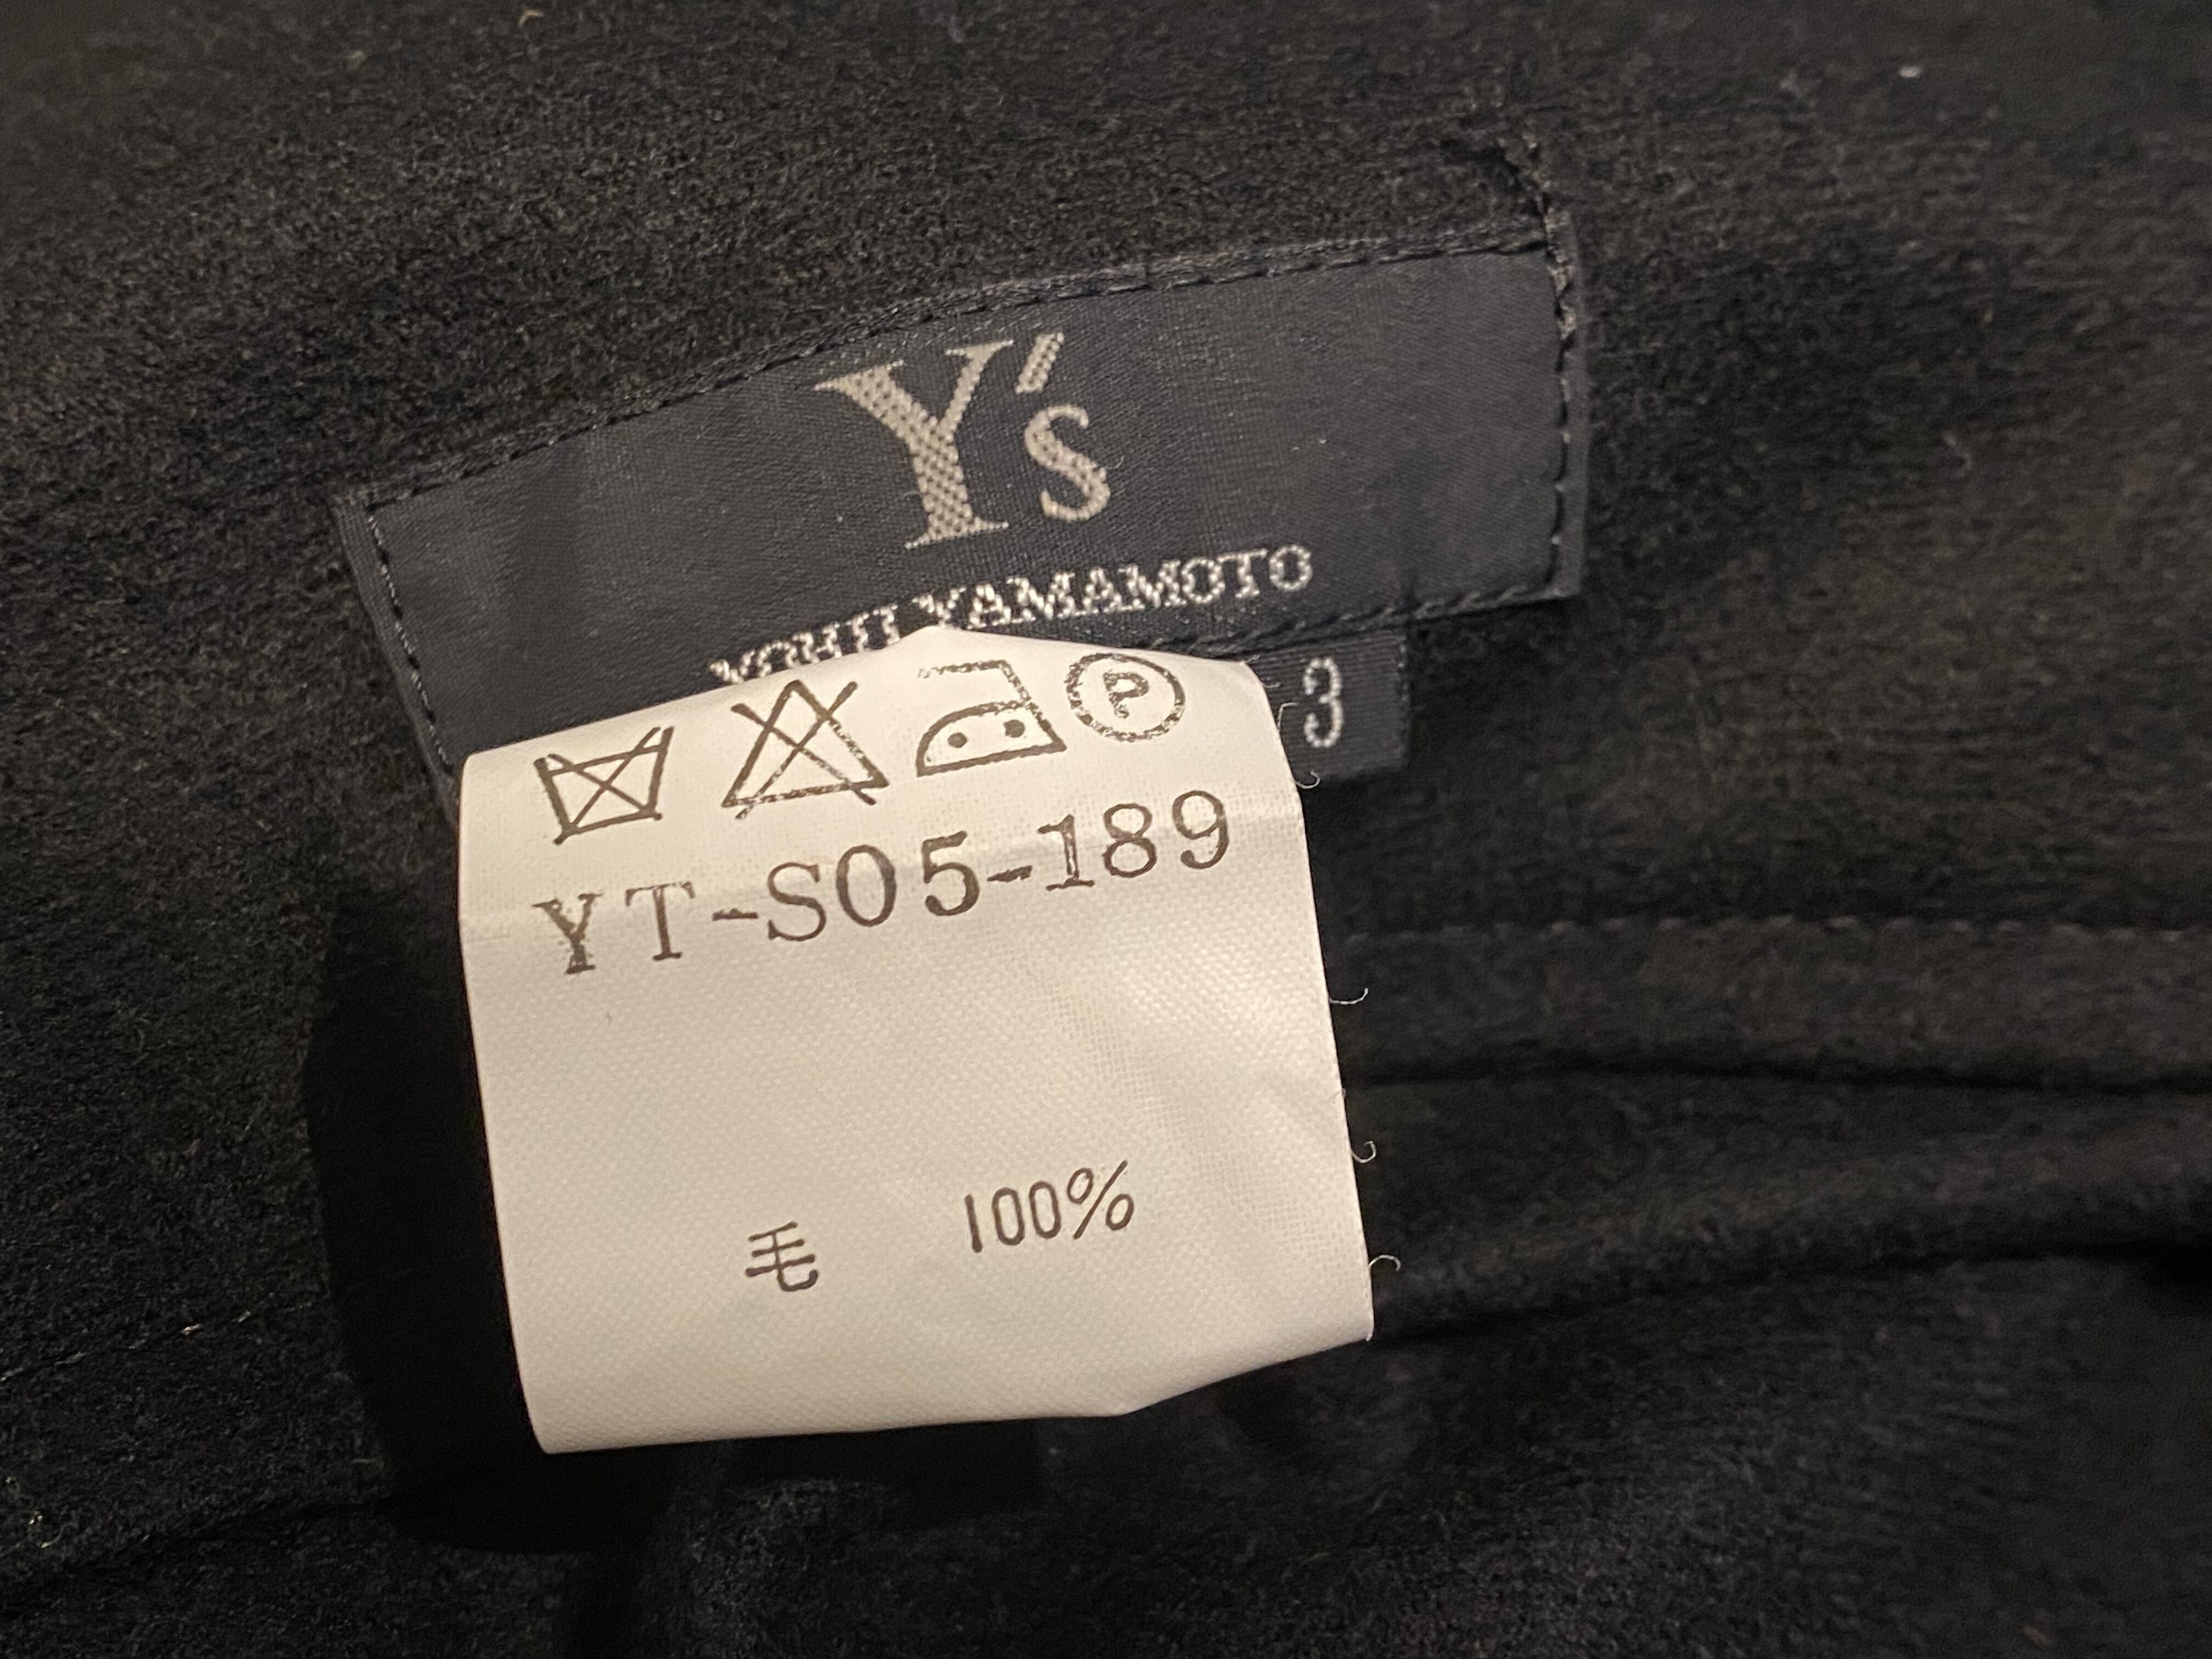 Y's
YOHJI YAMAMOTO
3
P
YT-S05-189
毛 100%